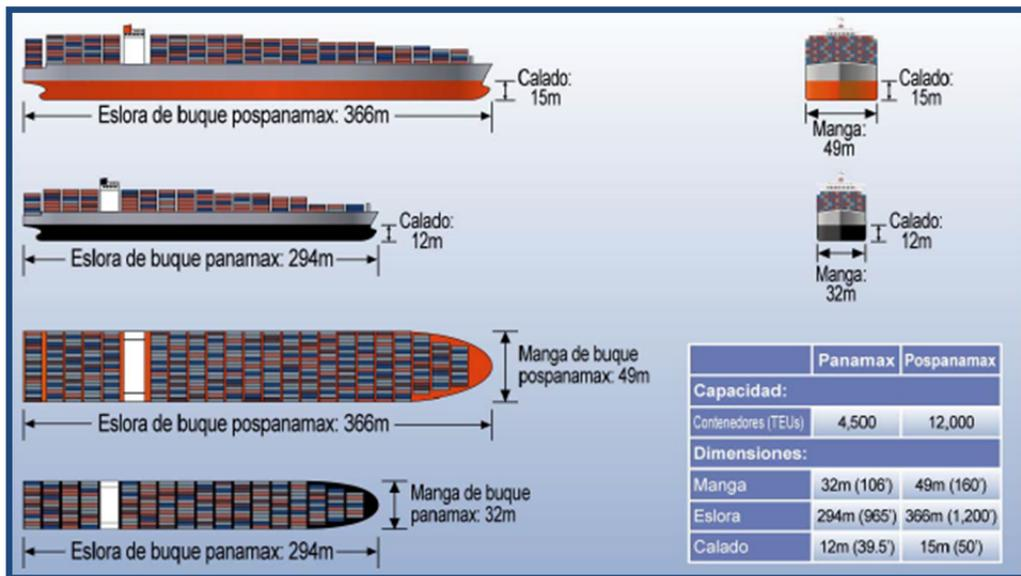 Calado:
15m
Eslora de buque pospanamax: 366m
Calado:
15m
Manga:
49m
Calado:
12m
Eslora de buque panamax: 294m
Calado:
12m
Manga:
32m
Manga de buque
pospanamax: 49m
Eslora de buque pospanamax: 366m
Manga de buque
panamax: 32m
Eslora de buque panamax: 294m
Panamax Pospanamax
Capacidad:
Contenedores (TEUs) 4,500 12,000
Dimensiones:
Manga 32m (106') 49m (160')
Eslora 294m (965') 366m (1,200')
Calado 12m (39.5') 15m (50')